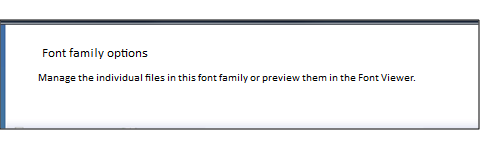 Font family options
Manage the individual files in this font family or preview them in the Font Viewer.